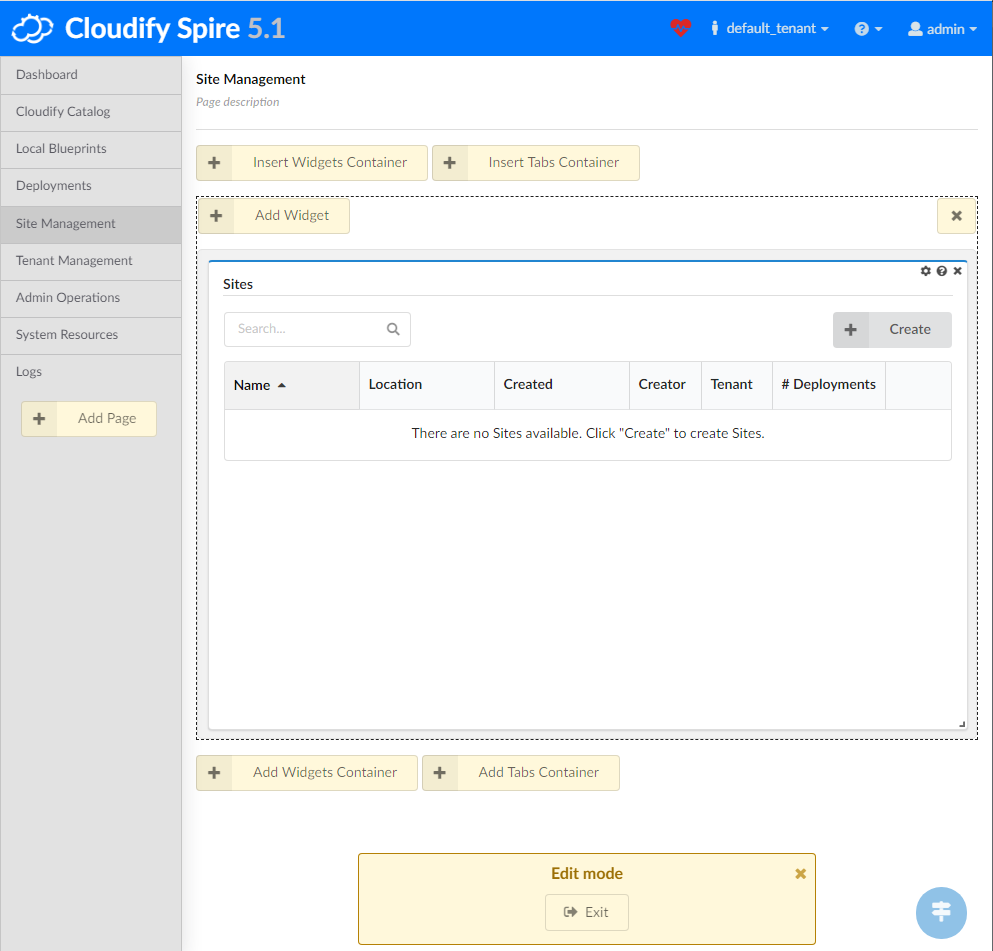 Cloudify Spire 5.1
default_tenant
admin
Dashboard
Cloudify Catalog
Local Blueprints
Deployments
Site Management
Tenant Management
Admin Operations
System Resources
Logs
Add Page
Site Management
Page description
Insert Widgets Container
Insert Tabs Container
Add Widget
Sites
Search...
Create
Name Location Created Creator Tenant # Deployments
There are no Sites available. Click "Create" to create Sites.
Add Widgets Container
Add Tabs Container
Edit mode
Exit